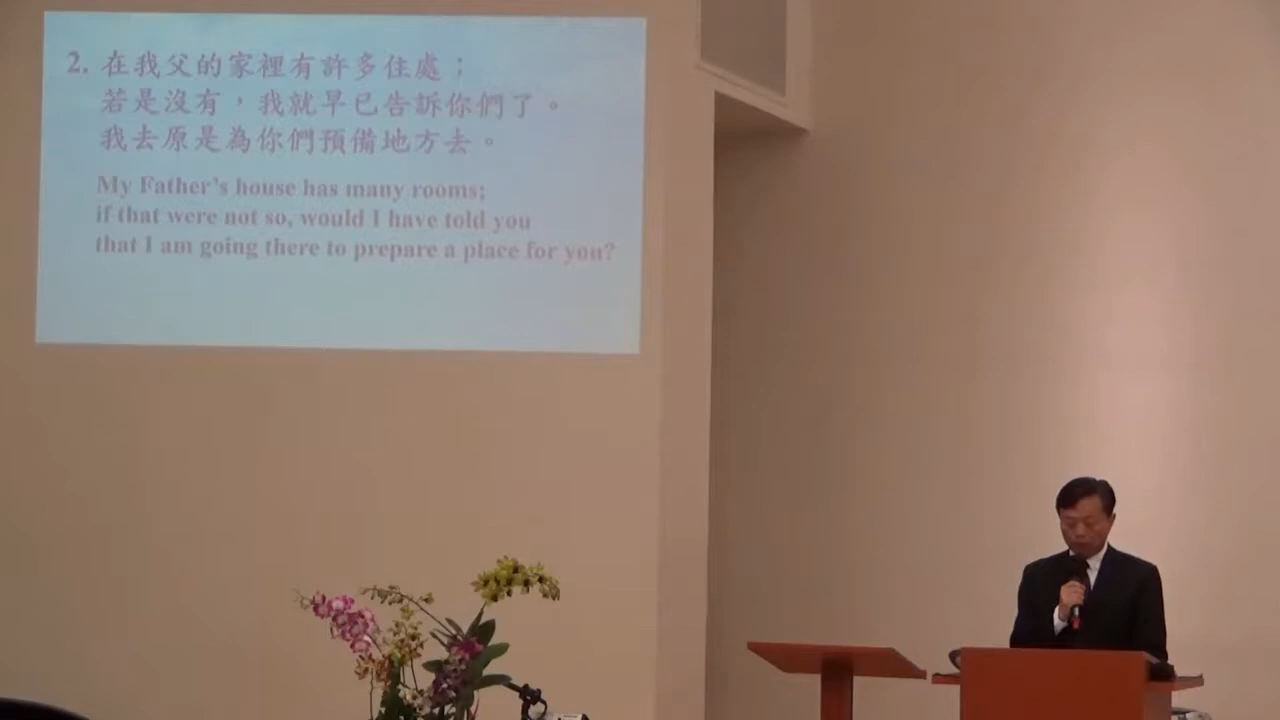 2. 在我父的家裡有許多住處；
若是沒有，我就早已告訴你們了。
我去原是為你們預備地方去。
My Father's house has many rooms;
if that were not so, would I have told you
that I am going there to prepare a place for you?